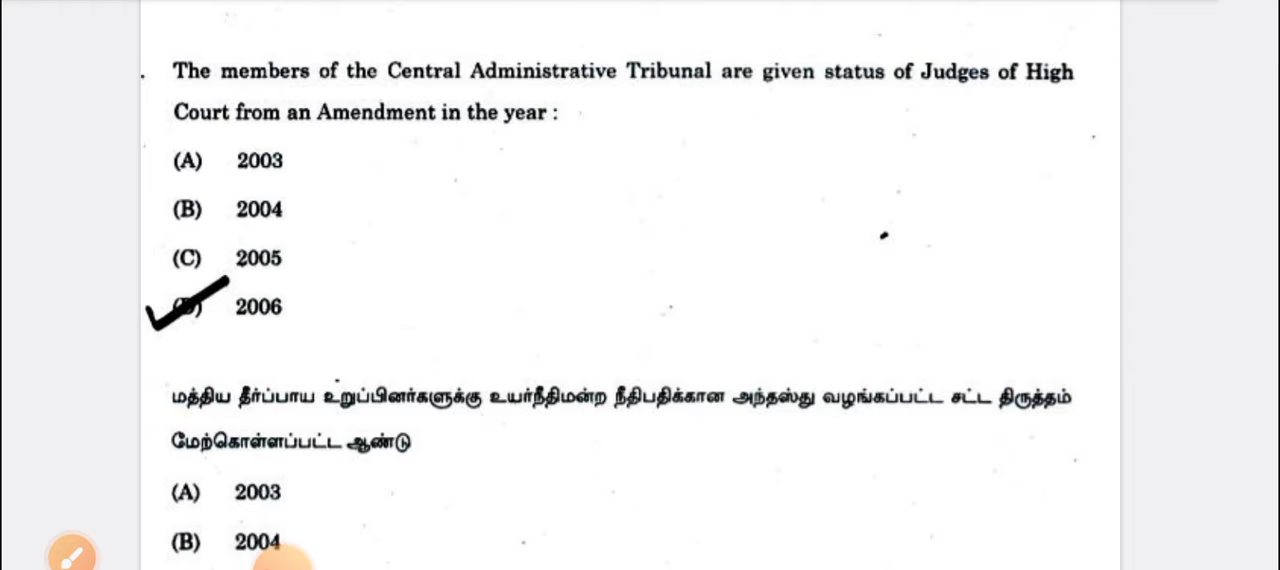 . The members of the Central Administrative Tribunal are given status of Judges of High
Court from an Amendment in the year :
(A) 2003
(B) 2004
(C) 2005
(D) 2006
மத்திய தீர்ப்பாய உறுப்பினர்களுக்கு உயர்நீதிமன்ற நீதிபதிக்கான அந்தஸ்து வழங்கப்பட்ட சட்ட திருத்தம்
மேற்கொள்ளப்பட்ட ஆண்டு
(A) 2003
(B) 2004